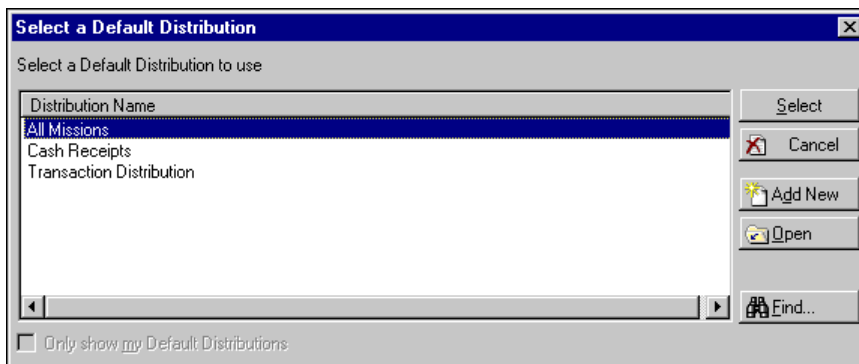 Select a Default Distribution
Select a Default Distribution to use
Distribution Name
All Missions
Cash Receipts
Transaction Distribution
Select
Cancel
Add New
Open
Find...
Only show my Default Distributions